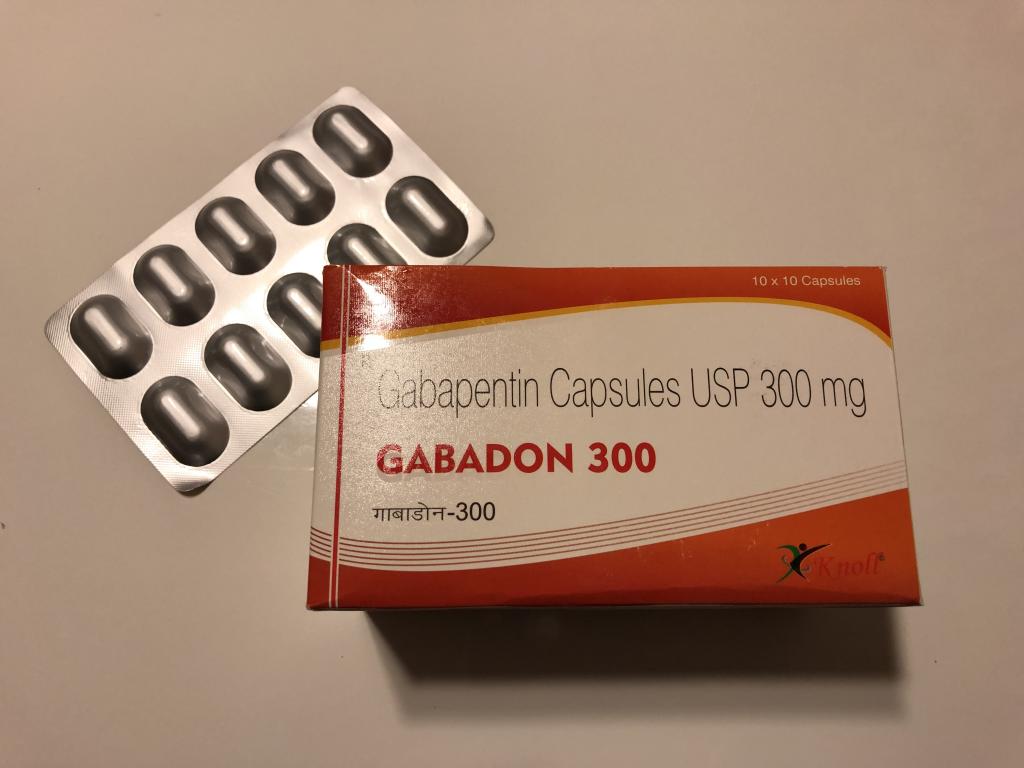 10 x 10 Capsules
Gabapentin Capsules USP 300 mg
GABADON 300
गाबाडोन-300
Knoll®